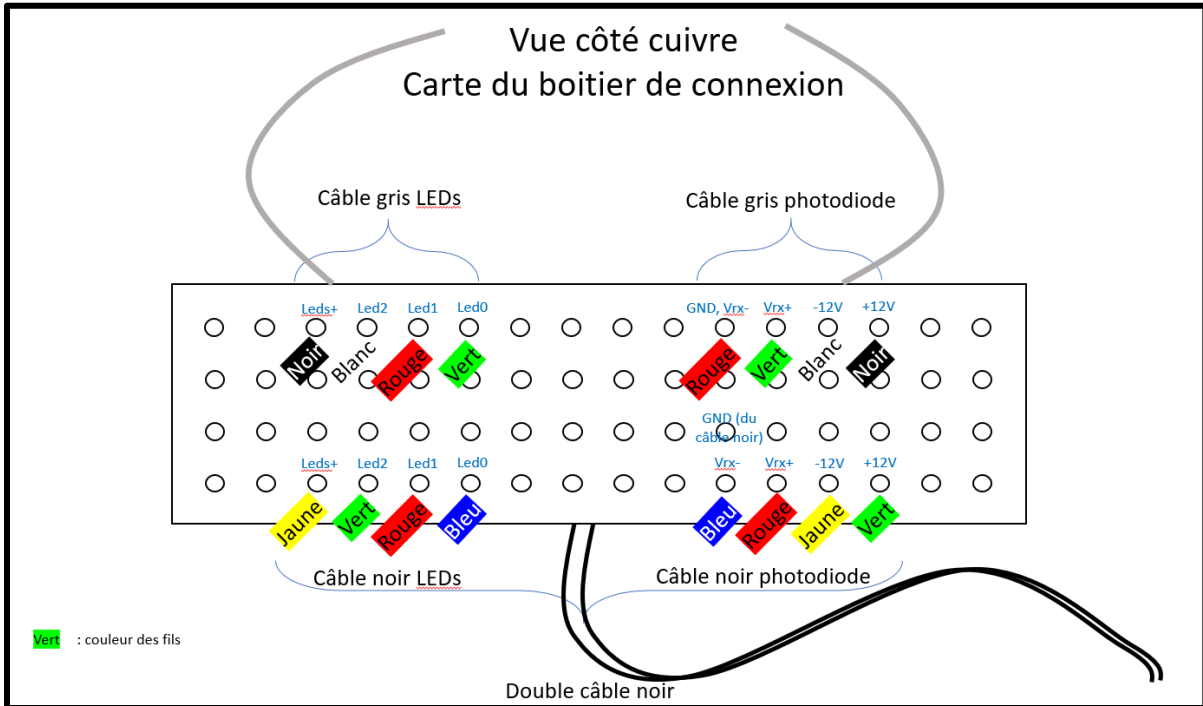 Vue côté cuivre
Carte du boitier de connexion
Câble gris LEDs
Câble gris photodiode
Leds+ Led2 Led1 Led0 GND, Vrx- Vrx+ -12V +12V
Noir Blanc Rouge Vert Rouge Vert Blanc Noir
GND (du
câble noir)
Leds+ Led2 Led1 Led0 Vrx- Vrx+ -12V +12V
Jaune Vert Rouge Bleu Bleu Rouge Jaune Vert
Câble noir LEDs
Câble noir photodiode
Vert : couleur des fils
Double câble noir